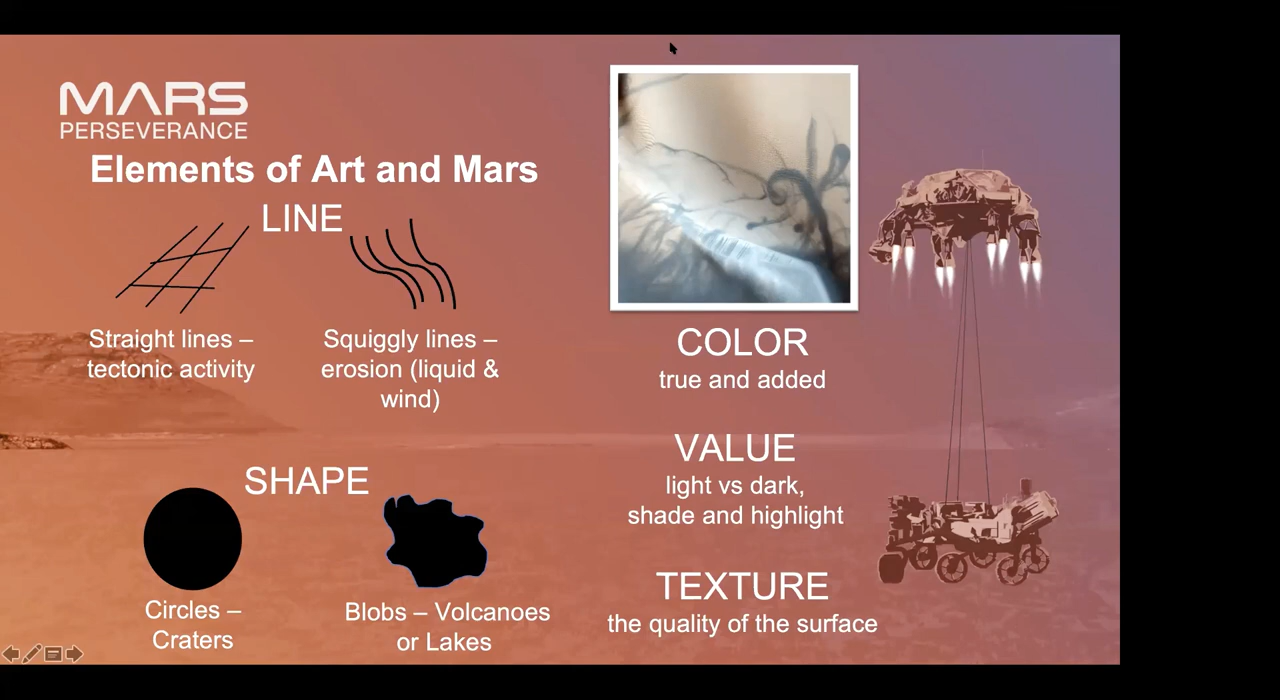 MARS
PERSEVERANCE
Elements of Art and Mars
LINE
Straight lines –
tectonic activity
Squiggly lines –
erosion (liquid &
wind)
SHAPE
Circles –
Craters
Blobs – Volcanoes
or Lakes
COLOR
true and added
VALUE
light vs dark,
shade and highlight
TEXTURE
the quality of the surface